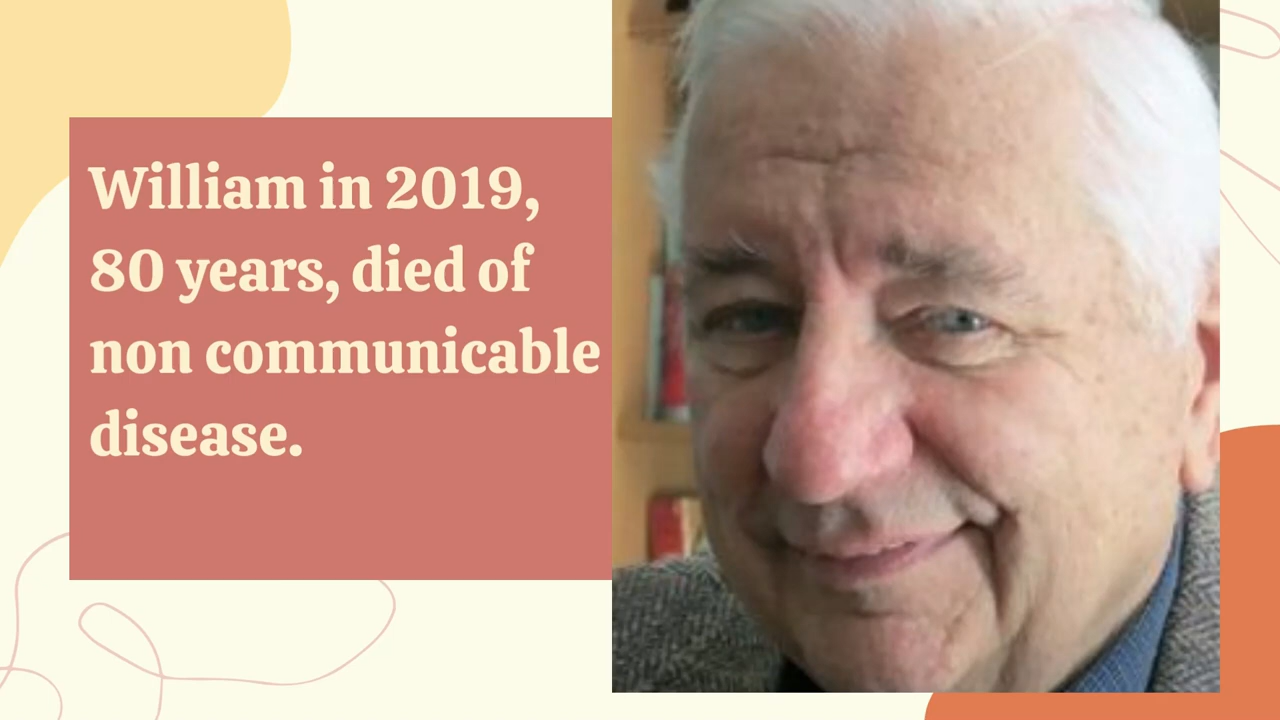 William in 2019,
80 years, died of
non communicable
disease.